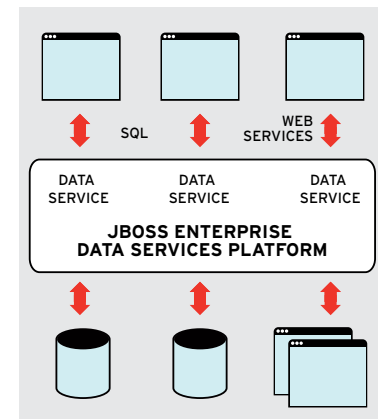 SQL
WEB
SERVICES
DATA
SERVICE
DATA
SERVICE
DATA
SERVICE
JBOSS ENTERPRISE
DATA SERVICES PLATFORM